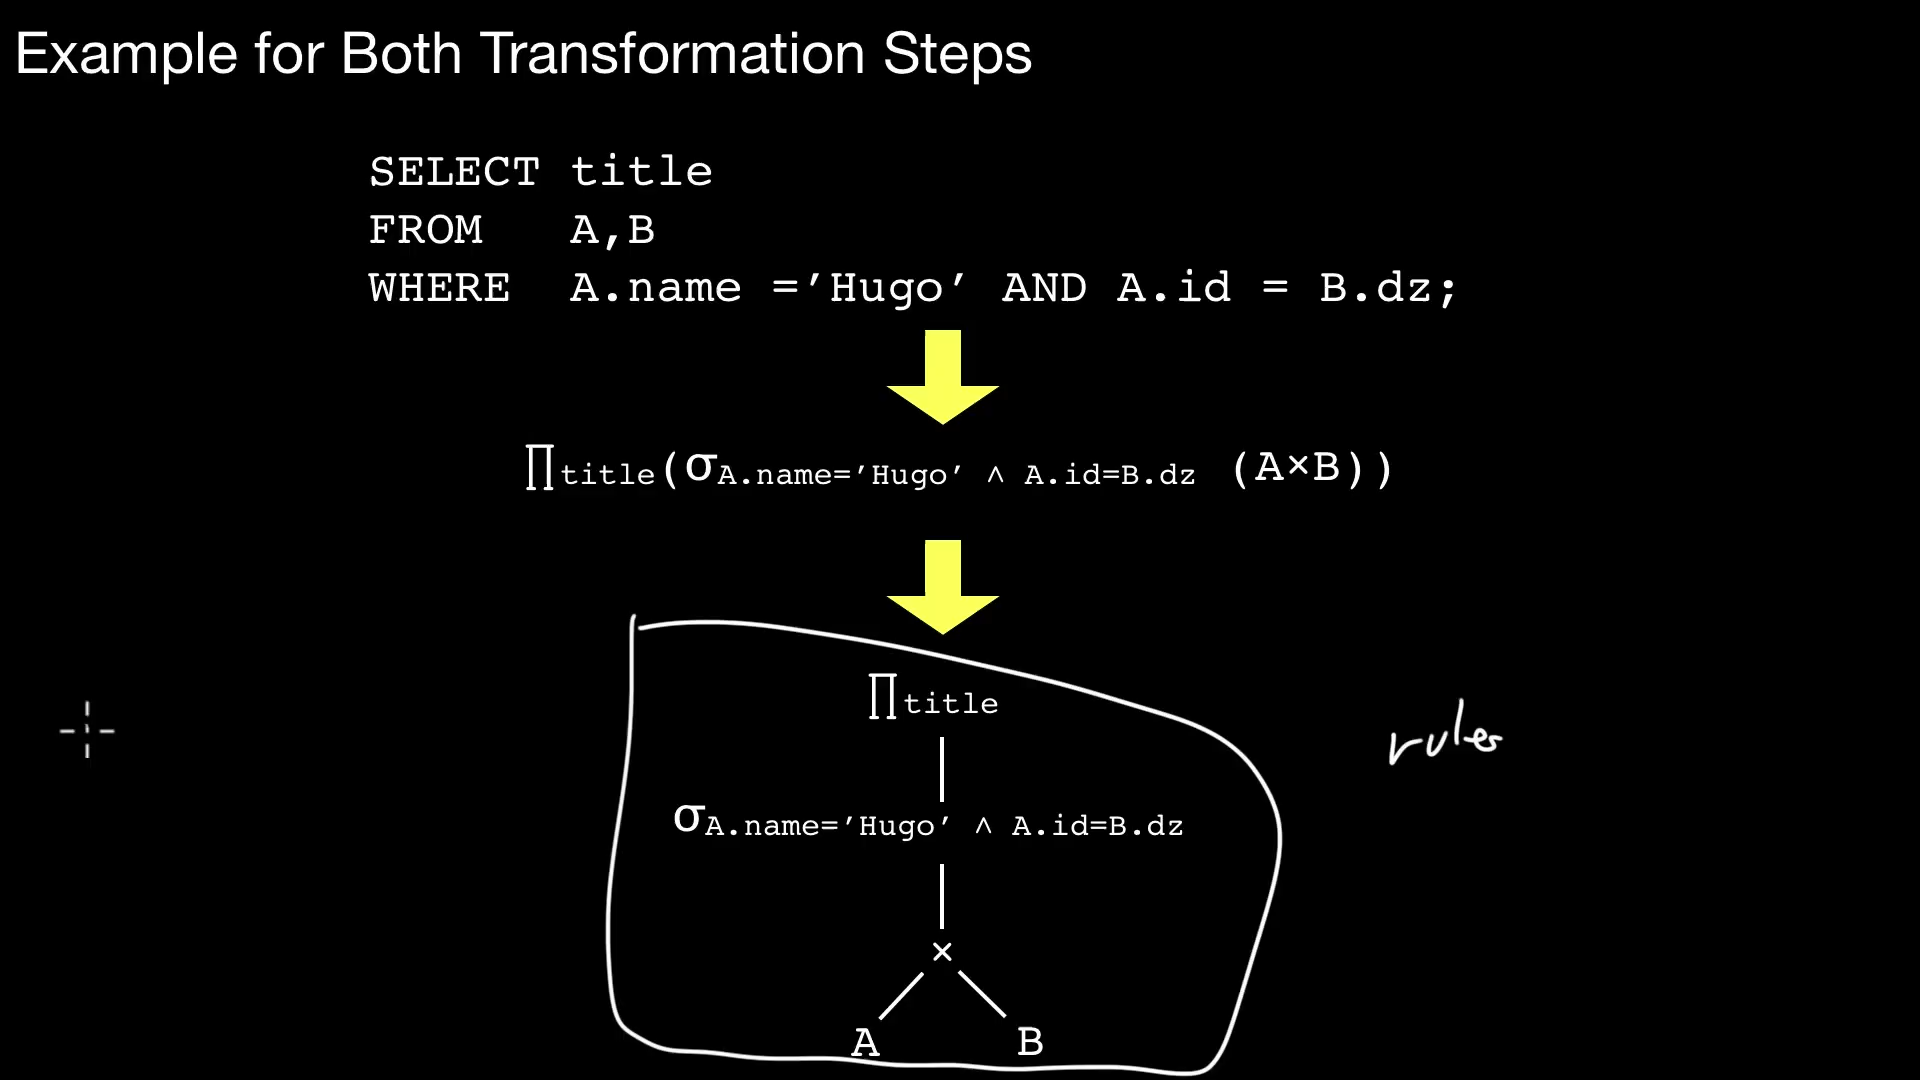 Example for Both Transformation Steps
SELECT title
FROM A,B
WHERE A.name =’Hugo’ AND A.id = B.dz;
∏title(σA.name=’Hugo’ ∧ A.id=B.dz (A×B))
∏title
rules
σA.name=’Hugo’ ∧ A.id=B.dz
×
A B